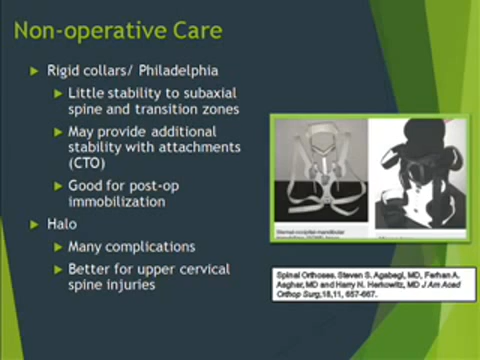 Non-operative Care
Rigid collars/ Philadelphia
Little stability to subaxial
spine and transition zones
May provide additional
stability with attachments
(CTO)
Good for post-op
immobilization
Halo
Many complications
Better for upper cervical
spine injuries
Spinal Orthoses. Steven S. Agabegi, MD, Ferhan A.
Asghar, MD and Harry N. Herkowitz, MD J Am Acad
Orthop Surg,18,11, 657-667.